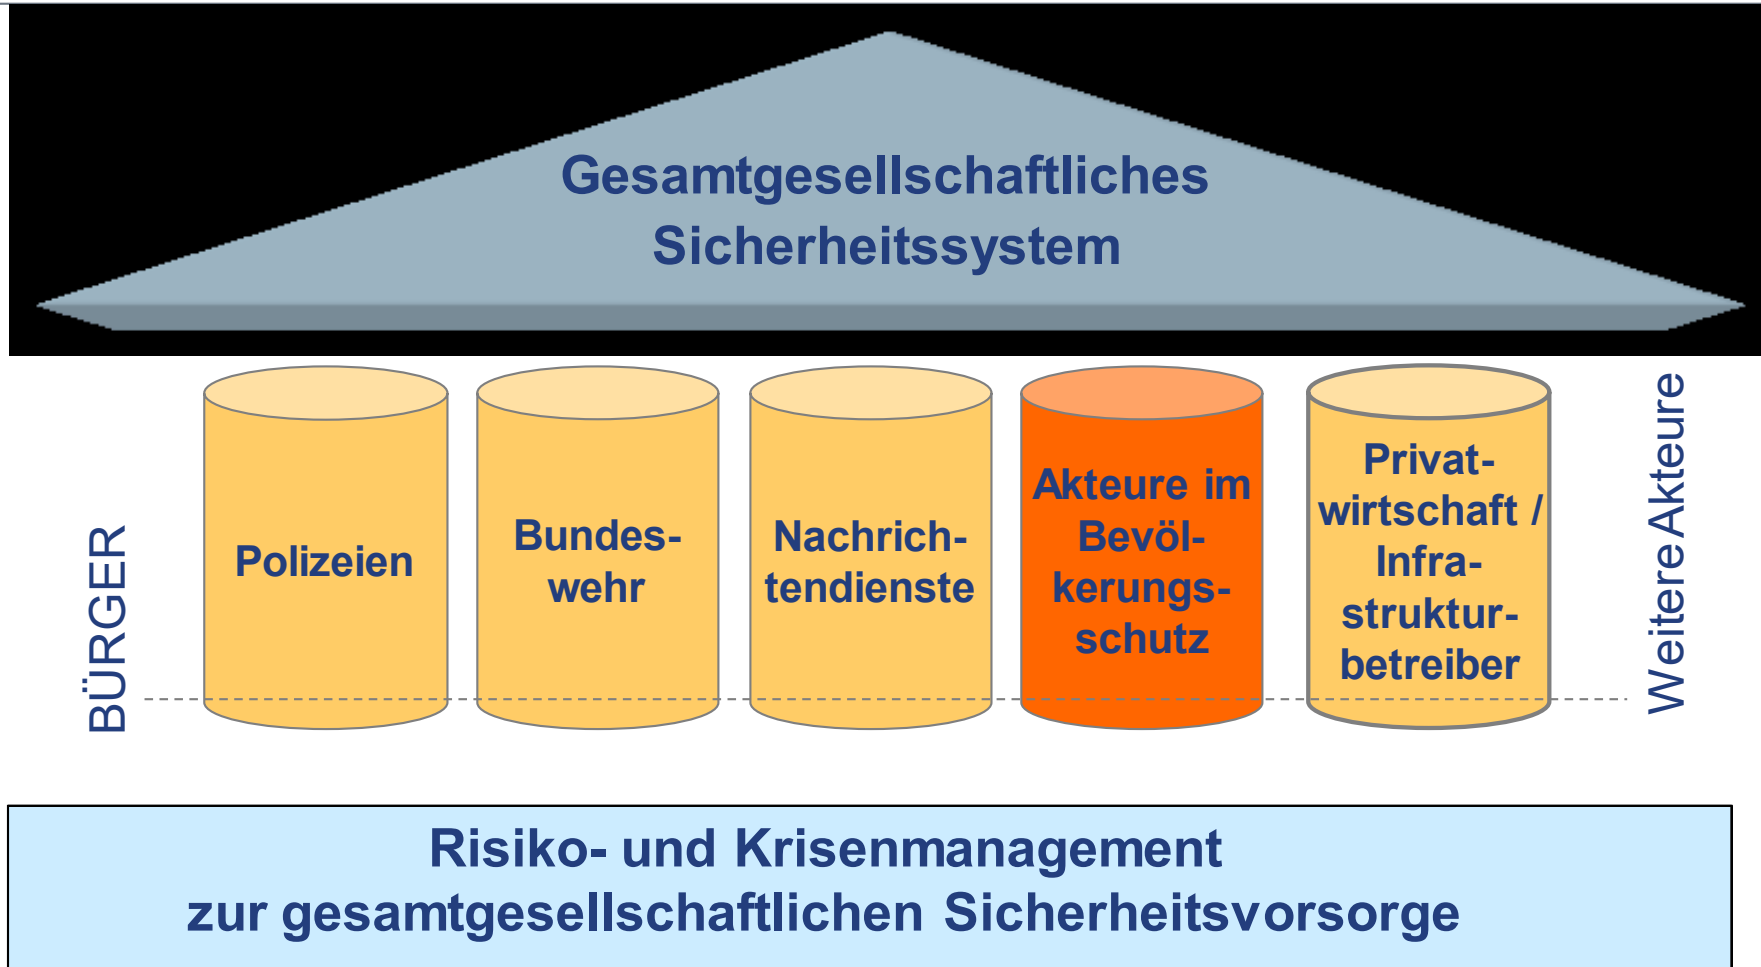 Gesamtgesellschaftliches
Sicherheitssystem
BÜRGER
Polizeien
Bundes-
wehr
Nachrich-
tendienste
Akteure im
Bevöl-
kerungs-
schutz
Privat-
wirtschaft /
Infra-
struktur-
betreiber
Weitere Akteure
Risiko- und Krisenmanagement
zur gesamtgesellschaftlichen Sicherheitsvorsorge